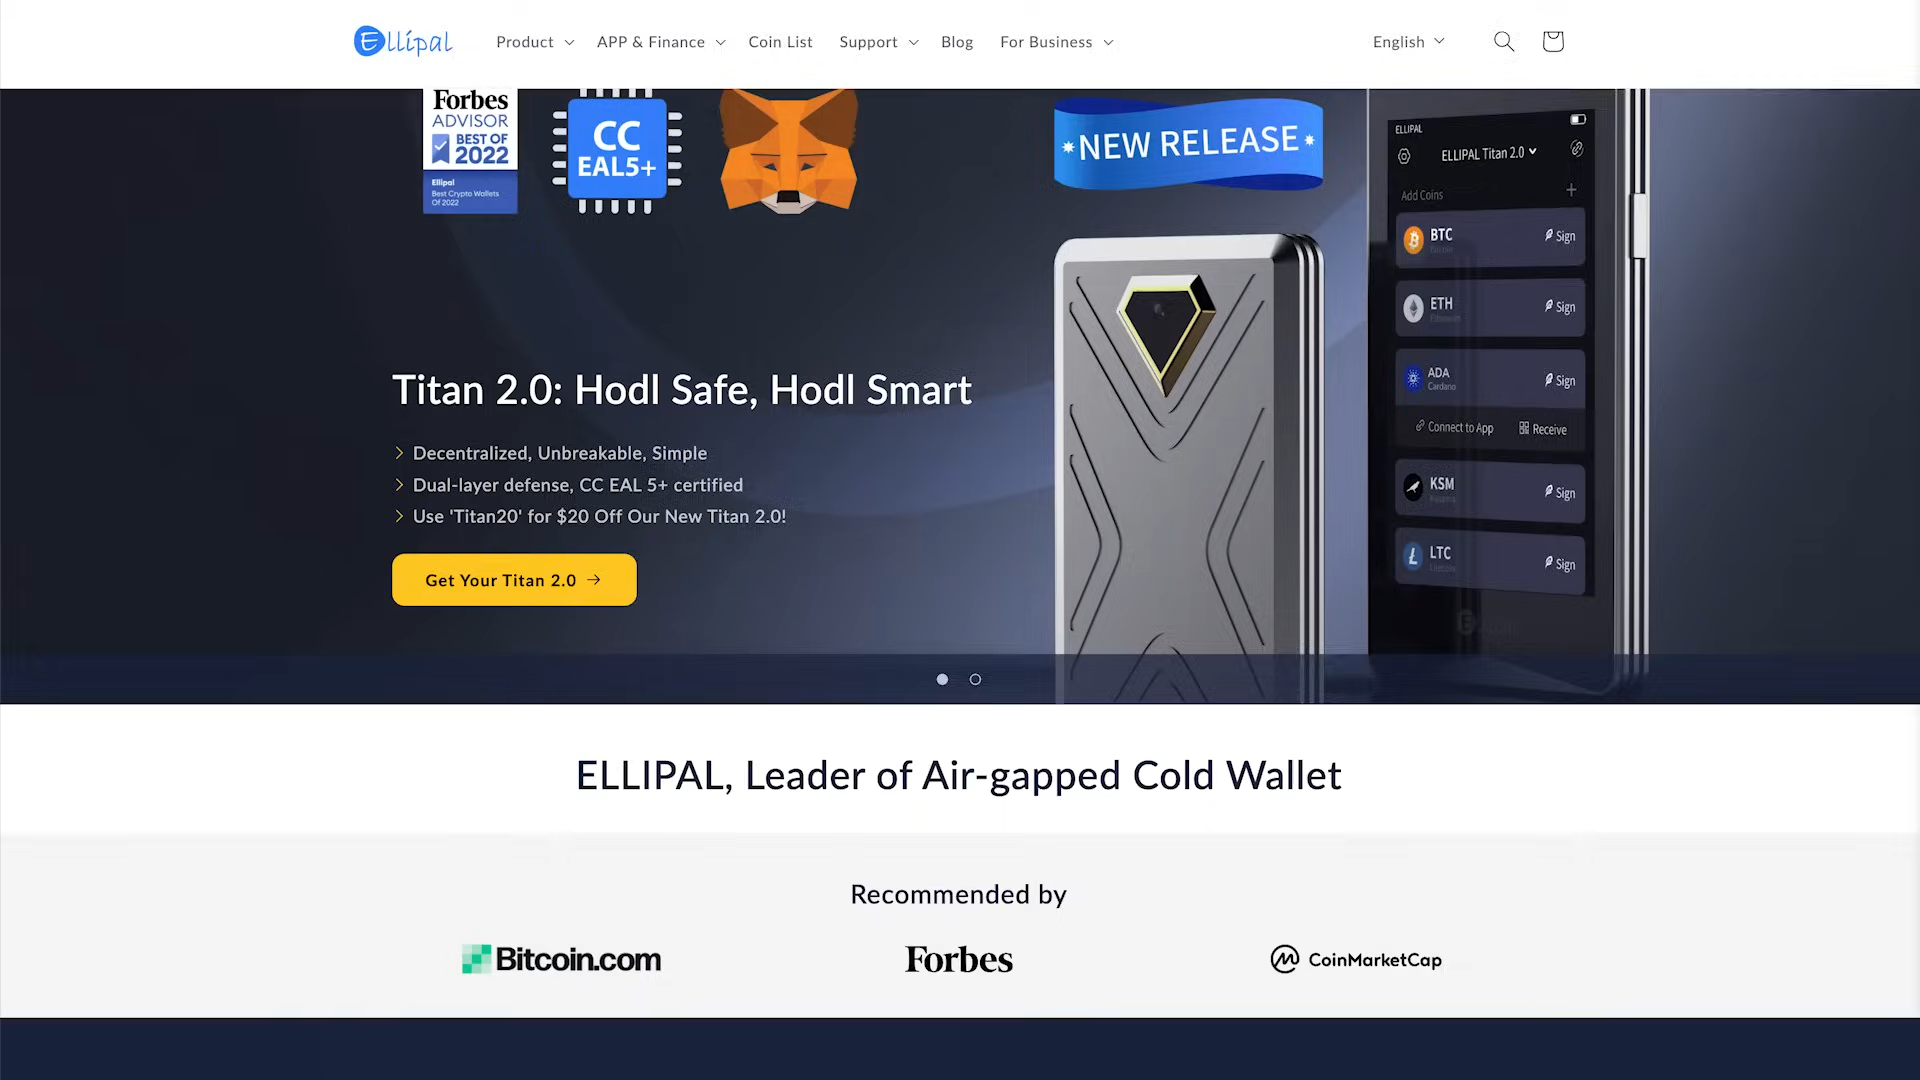 Ellipal
Product
APP & Finance
Coin List
Support
Blog
For Business
English
Forbes
ADVISOR
BEST OF
2022
Ellipal
Best Crypto Wallets
Of 2022
CC
EAL5+
NEW RELEASE
ELLIPAL
ELLIPAL Titan 2.0
Add Coins
BTC
Sign
ETH
Sign
ADA
Cardano
Sign
Connect to App
Receive
KSM
Sign
LTC
Sign
Titan 2.0: Hodl Safe, Hodl Smart
Decentralized, Unbreakable, Simple
Dual-layer defense, CC EAL 5+ certified
Use 'Titan20' for $20 Off Our New Titan 2.0!
Get Your Titan 2.0 →
ELLIPAL, Leader of Air-gapped Cold Wallet
Recommended by
Bitcoin.com
Forbes
CoinMarketCap